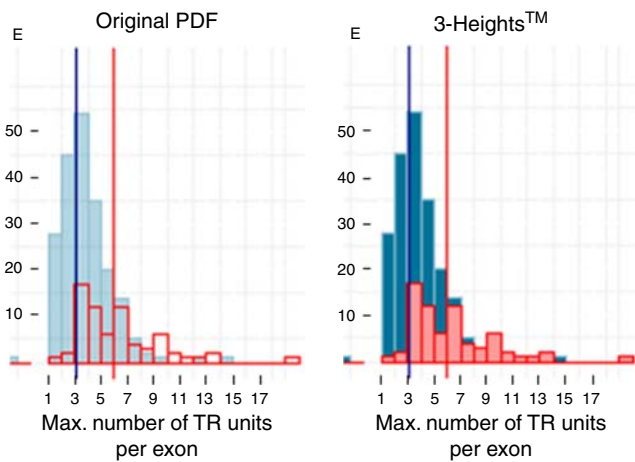 Original PDF
E
50
40
30
20
10
1 3 5 7 9 11 13 15 17
Max. number of TR units
per exon
3-Heights™
E
50
40
30
20
10
1 3 5 7 9 11 13 15 17
Max. number of TR units
per exon